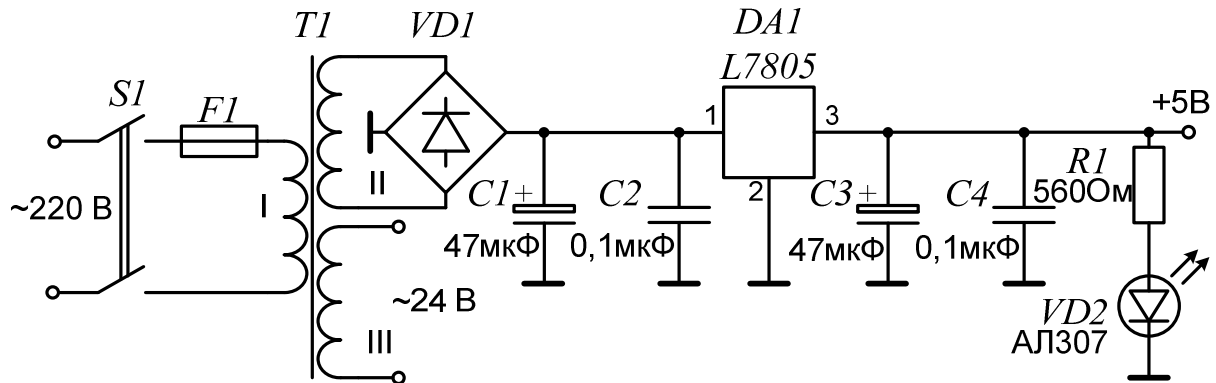 T1
VD1
DA1
L7805
S1
F1
1
3
+5В
2
~220 В
I
II
C1
+
47мкФ
C2
0,1мкФ
C3
+
47мкФ
C4
0,1мкФ
R1
560Ом
~24 В
III
VD2
АЛ307